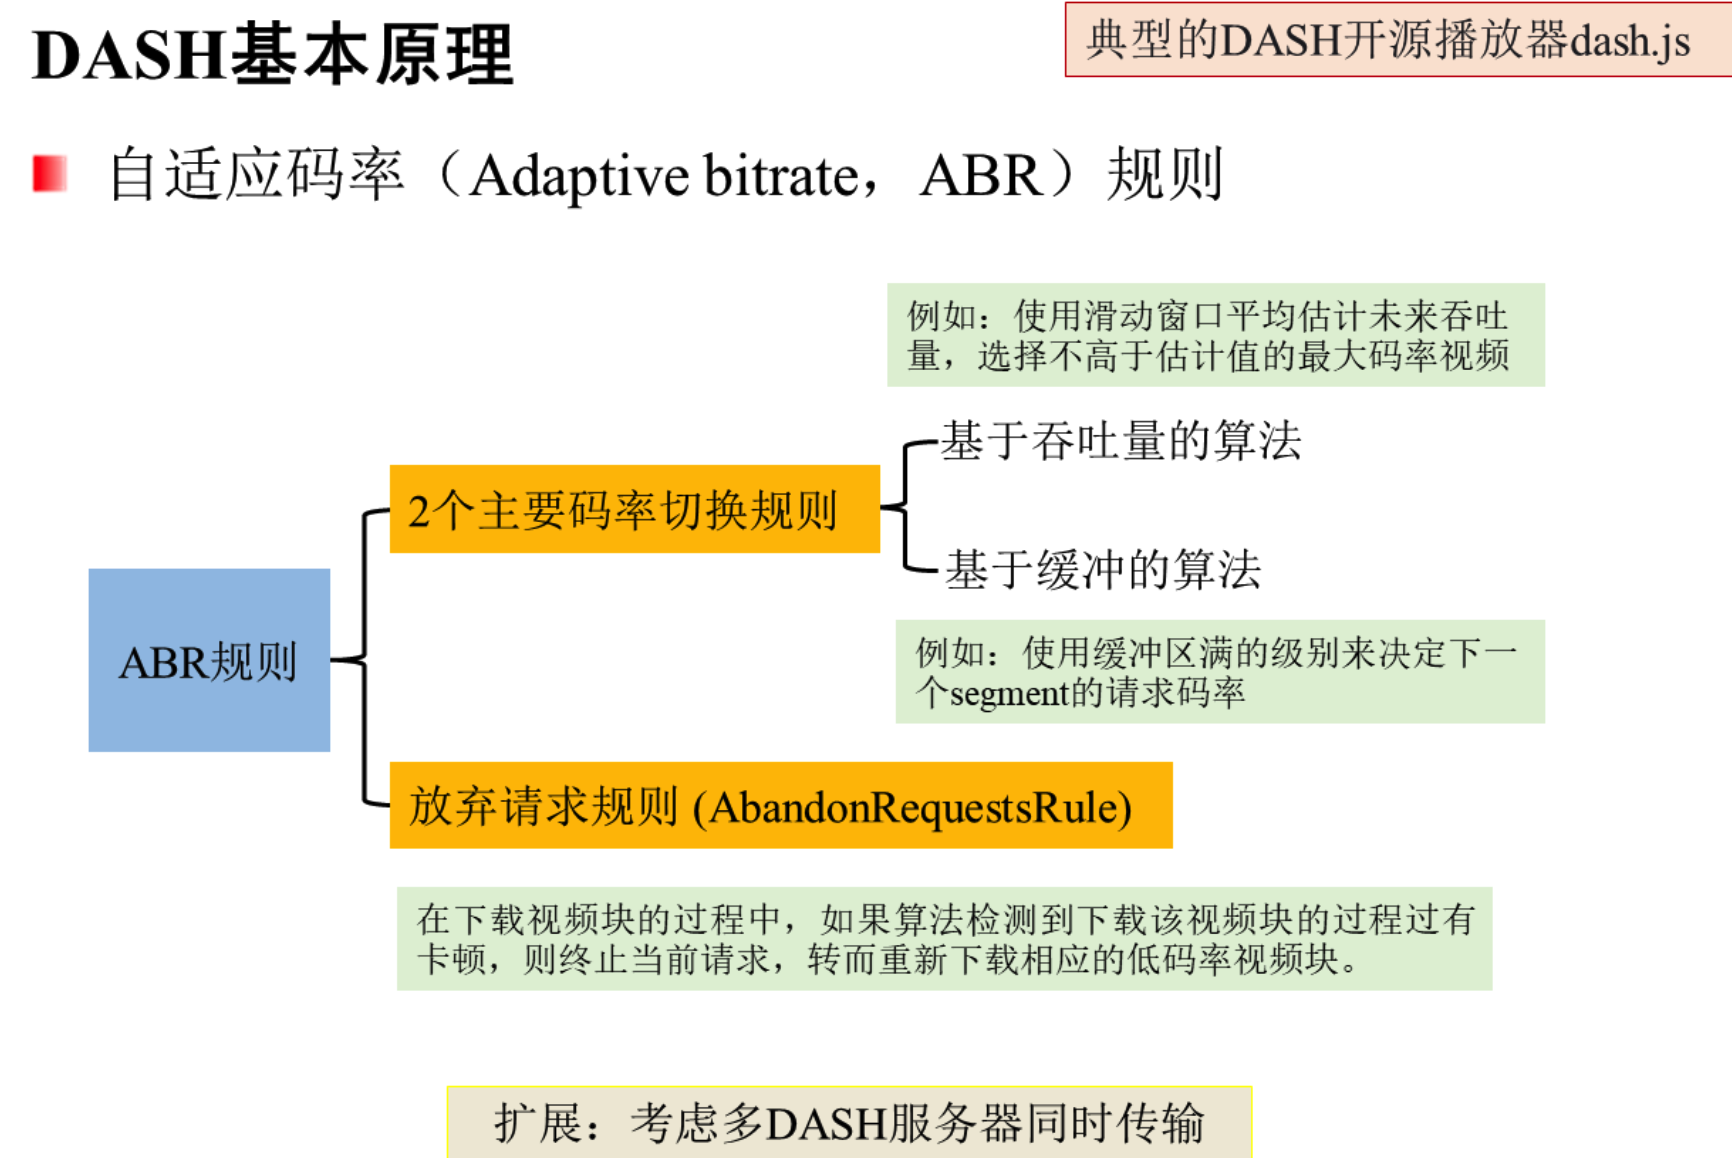 DASH基本原理
典型的DASH开源播放器dash.js
自适应码率（Adaptive bitrate，ABR）规则
例如：使用滑动窗口平均估计未来吞吐
量，选择不高于估计值的最大码率视频
基于吞吐量的算法
2个主要码率切换规则
基于缓冲的算法
例如：使用缓冲区满的级别来决定下一
个segment的请求码率
ABR规则
放弃请求规则 (AbandonRequestsRule)
在下载视频块的过程中，如果算法检测到下载该视频块的过程过有
卡顿，则终止当前请求，转而重新下载相应的低码率视频块。
扩展：考虑多DASH服务器同时传输